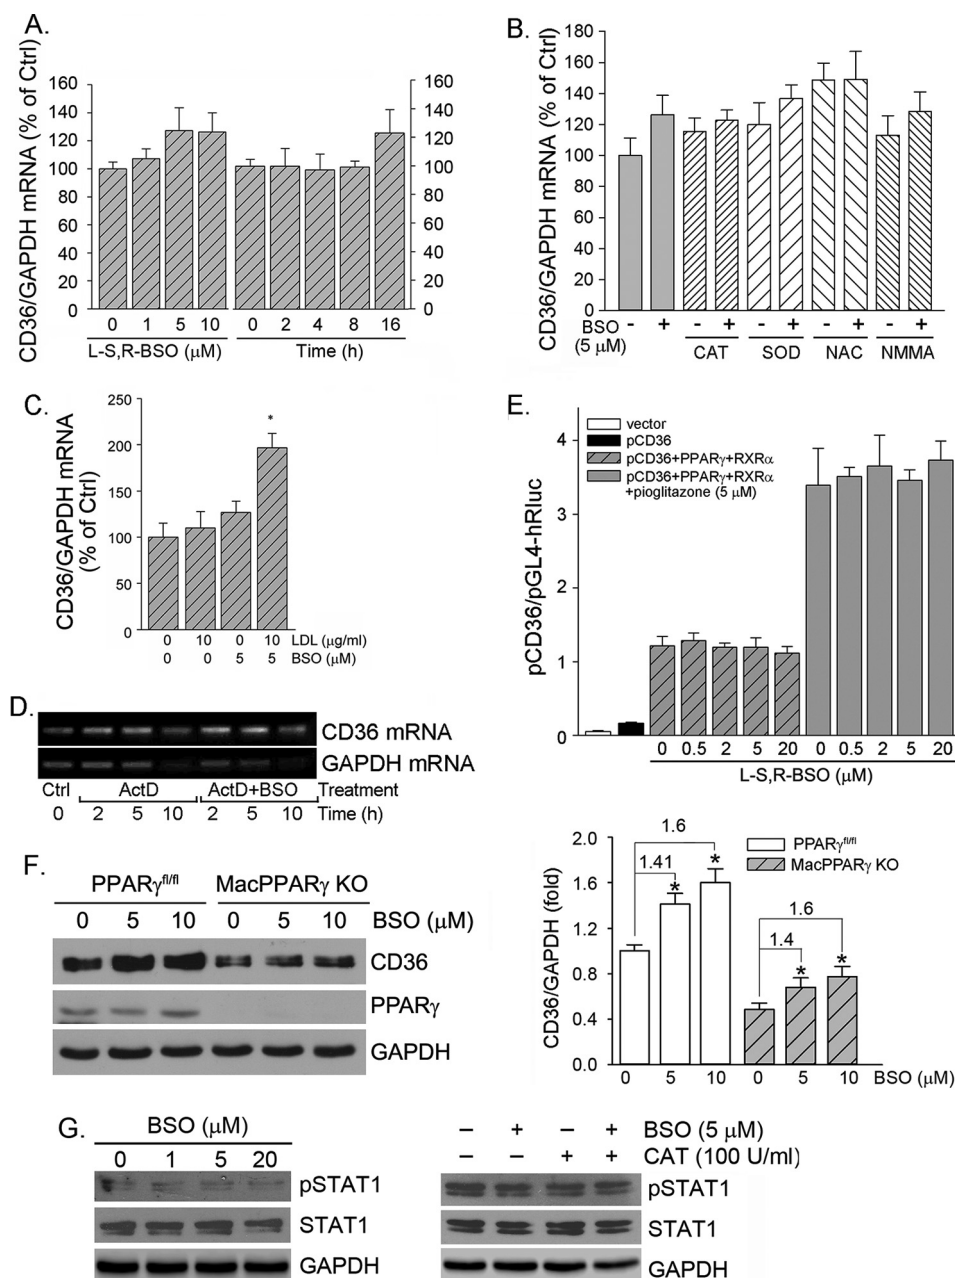 A.
CD36/GAPDH mRNA (% of Ctrl)
160 160
140 140
120 120
100 100
80 80
60 60
40 40
20 20
0 0
0 1 5 10 0 2 4 8 16
L-S,R-BSO (μM) Time (h)
B.
CD36/GAPDH mRNA (% of Ctrl)
180
160
140
120
100
80
60
40
20
0
BSO - + - + - + - + - +
(5 μM) CAT SOD NAC NMMA
C.
CD36/GAPDH mRNA
(% of Ctrl)
250
200
150
100
50
0
*
0 10 0 10 LDL (μg/ml)
0 0 5 5 BSO (μM)
D.
CD36 mRNA
GAPDH mRNA
Ctrl ActD ActD+BSO Treatment
0 2 5 10 2 5 10 Time (h)
E.
pCD36/pGL4-hRluc
4
3
2
1
0
vector
pCD36
pCD36+PPARγ+RXRα
pCD36+PPARγ+RXRα
+pioglitazone (5 μM)
0 0.5 2 5 20 0 0.5 2 5 20
L-S,R-BSO (μM)
F.
PPARγfl/fl MacPPARγ KO
0 5 10 0 5 10 BSO (μM)
CD36
PPARγ
GAPDH
CD36/GAPDH (fold)
2.0
1.6
1.2
0.8
0.4
0.0
PPARγfl/fl
MacPPARγ KO
1.6
1.41
* *
1.6
1.4
* *
0 5 10 0 5 10 BSO (μM)
G.
BSO (μM)
0 1 5 20
pSTAT1
STAT1
GAPDH
– + – + BSO (5 μM)
– – + + CAT (100 U/ml)
pSTAT1
STAT1
GAPDH